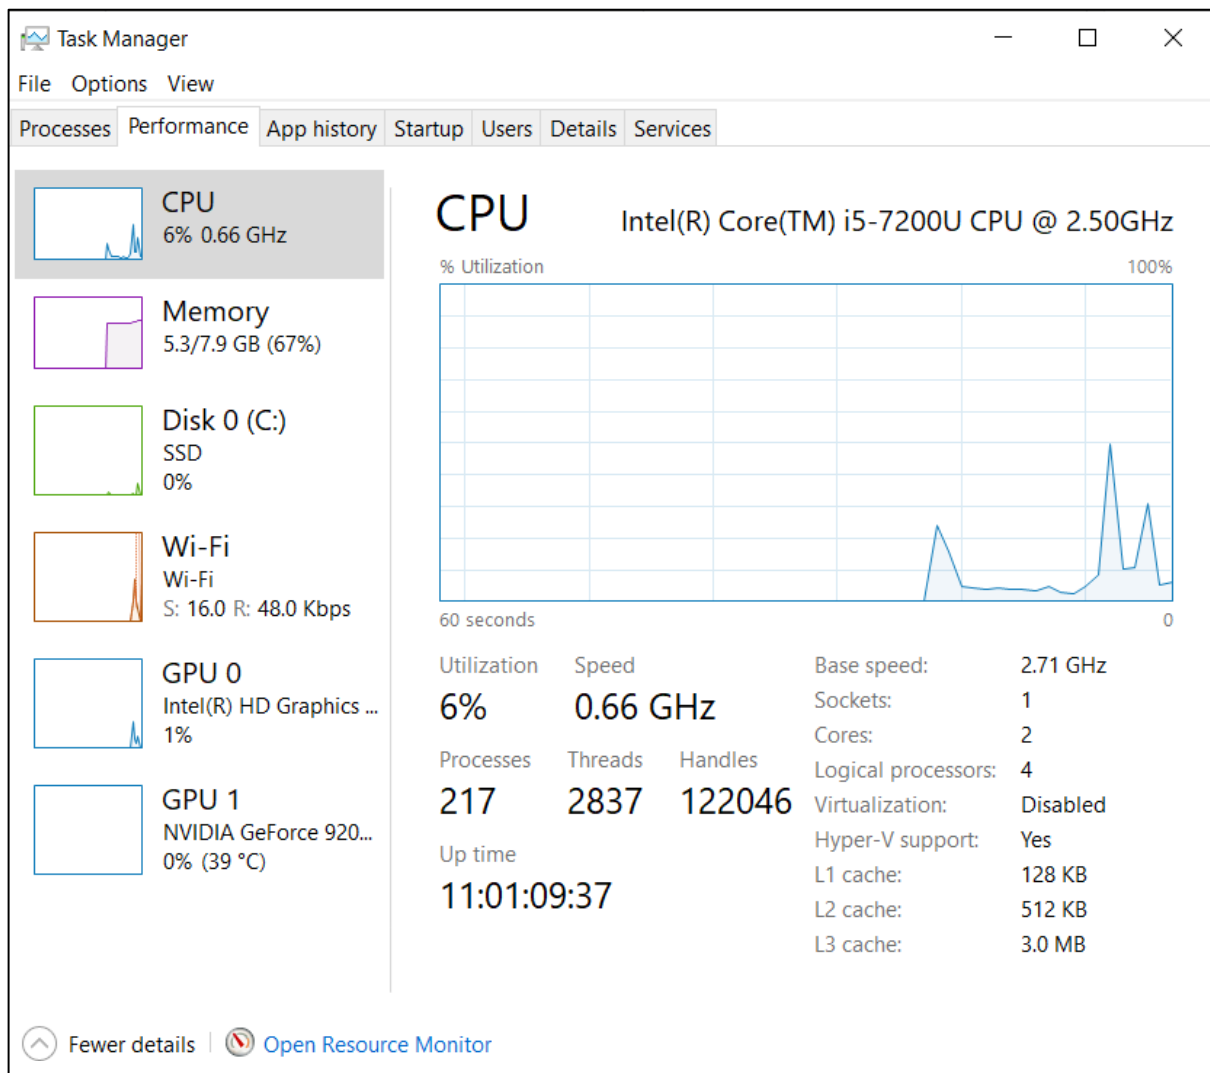 Task Manager
File Options View
Processes Performance App history Startup Users Details Services
CPU
6% 0.66 GHz
Memory
5.3/7.9 GB (67%)
Disk 0 (C:)
SSD
0%
Wi-Fi
Wi-Fi
S: 16.0 R: 48.0 Kbps
GPU 0
Intel(R) HD Graphics ...
1%
GPU 1
NVIDIA GeForce 920...
0% (39 °C)
CPU Intel(R) Core(TM) i5-7200U CPU @ 2.50GHz
% Utilization 100%
60 seconds 0
Utilization Speed
6% 0.66 GHz
Processes Threads Handles
217 2837 122046
Up time
11:01:09:37
Base speed: 2.71 GHz
Sockets: 1
Cores: 2
Logical processors: 4
Virtualization: Disabled
Hyper-V support: Yes
L1 cache: 128 KB
L2 cache: 512 KB
L3 cache: 3.0 MB
Fewer details Open Resource Monitor